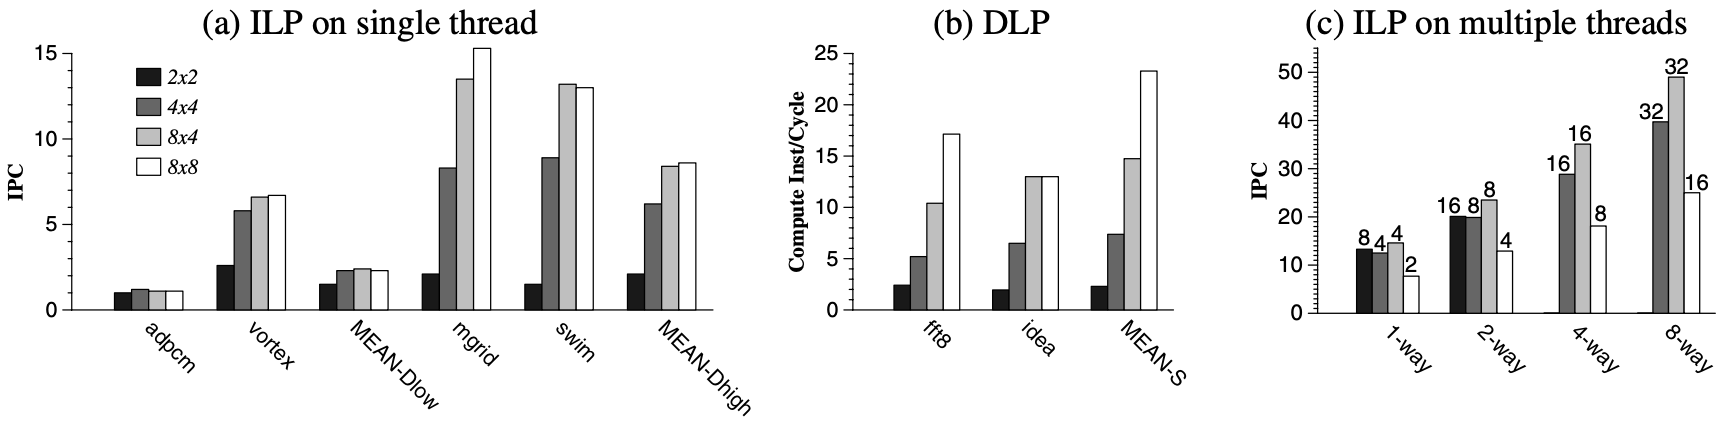 (a) ILP on single thread
IPC
15
10
5
0
2x2
4x4
8x4
8x8
adpcm
vortex
MEAN-Dlow
mgrid
swim
MEAN-Dhigh
(b) DLP
Compute Inst/Cycle
25
20
15
10
5
0
fft8
idea
MEAN-S
(c) ILP on multiple threads
IPC
50
40
30
20
10
0
8 4 4 2
16 8 8 4
16 16 8
32 32 16
1-way
2-way
4-way
8-way